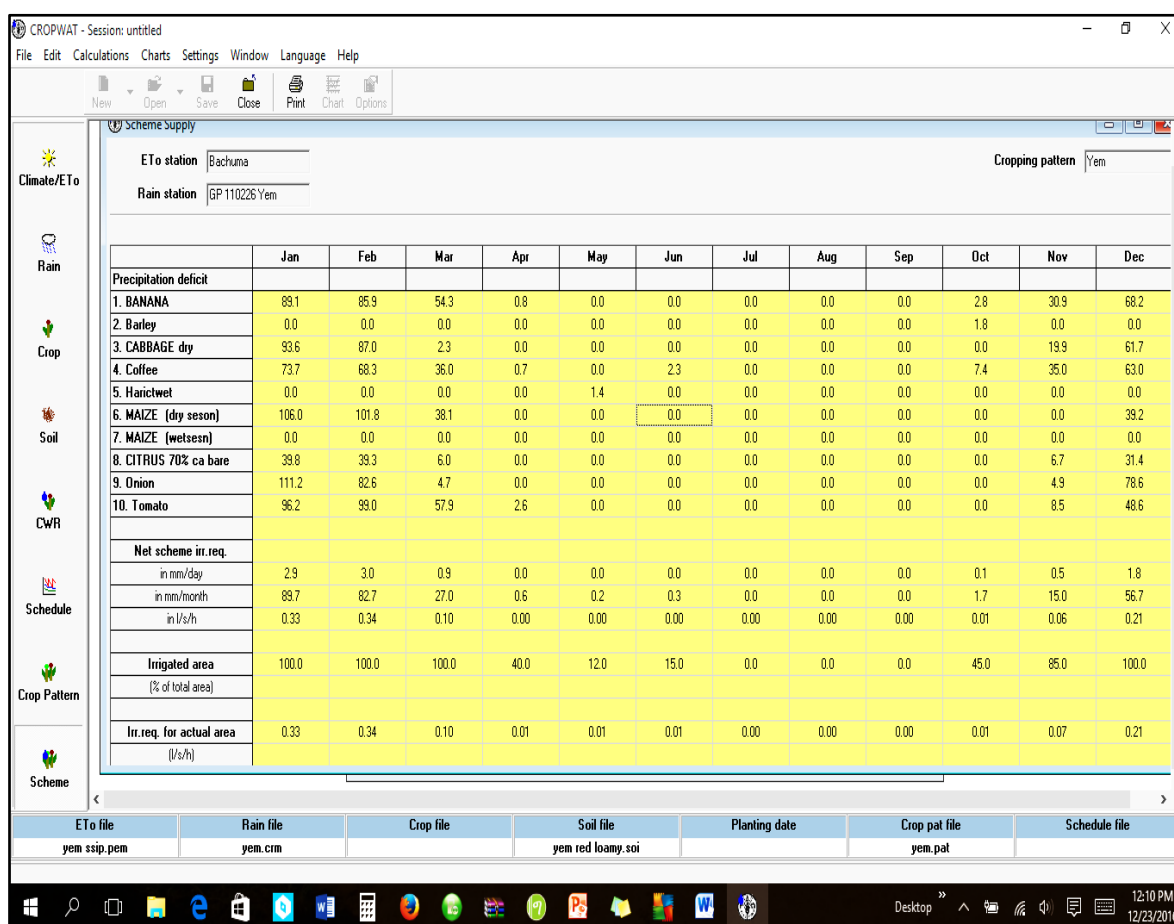 CROPWAT - Session: untitled
File Edit Calculations Charts Settings Window Language Help
New Open Save Close Print Chart Options
Scheme Supply
ETo station Bachuma Cropping pattern Yem
Rain station GP 110226 Yem
Climate/ETo
Rain
Crop
Soil
CWR
Schedule
Crop Pattern
Scheme
Jan Feb Mar Apr May Jun Jul Aug Sep Oct Nov Dec
Precipitation deficit
1. BANANA 89.1 85.9 54.3 0.8 0.0 0.0 0.0 0.0 0.0 2.8 30.9 68.2
2. Barley 0.0 0.0 0.0 0.0 0.0 0.0 0.0 0.0 0.0 1.8 0.0 0.0
3. CABBAGE dry 93.6 87.0 2.3 0.0 0.0 0.0 0.0 0.0 0.0 0.0 19.9 61.7
4. Coffee 73.7 68.3 36.0 0.7 0.0 2.3 0.0 0.0 0.0 7.4 35.0 63.0
5. Harictwet 0.0 0.0 0.0 0.0 1.4 0.0 0.0 0.0 0.0 0.0 0.0 0.0
6. MAIZE (dry seson) 106.0 101.8 38.1 0.0 0.0 0.0 0.0 0.0 0.0 0.0 0.0 39.2
7. MAIZE (wetsesn) 0.0 0.0 0.0 0.0 0.0 0.0 0.0 0.0 0.0 0.0 0.0 0.0
8. CITRUS 70% ca bare 39.8 39.3 6.0 0.0 0.0 0.0 0.0 0.0 0.0 0.0 6.7 31.4
9. Onion 111.2 82.6 4.7 0.0 0.0 0.0 0.0 0.0 0.0 0.0 4.9 78.6
10. Tomato 96.2 99.0 57.9 2.6 0.0 0.0 0.0 0.0 0.0 0.0 8.5 48.6
Net scheme irr.req.
in mm/day 2.9 3.0 0.9 0.0 0.0 0.0 0.0 0.0 0.0 0.1 0.5 1.8
in mm/month 89.7 82.7 27.0 0.6 0.2 0.3 0.0 0.0 0.0 1.7 15.0 56.7
in l/s/h 0.33 0.34 0.10 0.00 0.00 0.00 0.00 0.00 0.00 0.01 0.06 0.21
Irrigated area 100.0 100.0 100.0 40.0 12.0 15.0 0.0 0.0 0.0 45.0 85.0 100.0
(% of total area)
Irr.req. for actual area 0.33 0.34 0.10 0.01 0.01 0.01 0.00 0.00 0.00 0.01 0.07 0.21
(l/s/h)
ETo file Rain file Crop file Soil file Planting date Crop pat file Schedule file
yem ssip.pem yem.crm yem red loamy.soi yem.pat
Desktop
12:10 PM
12/23/201